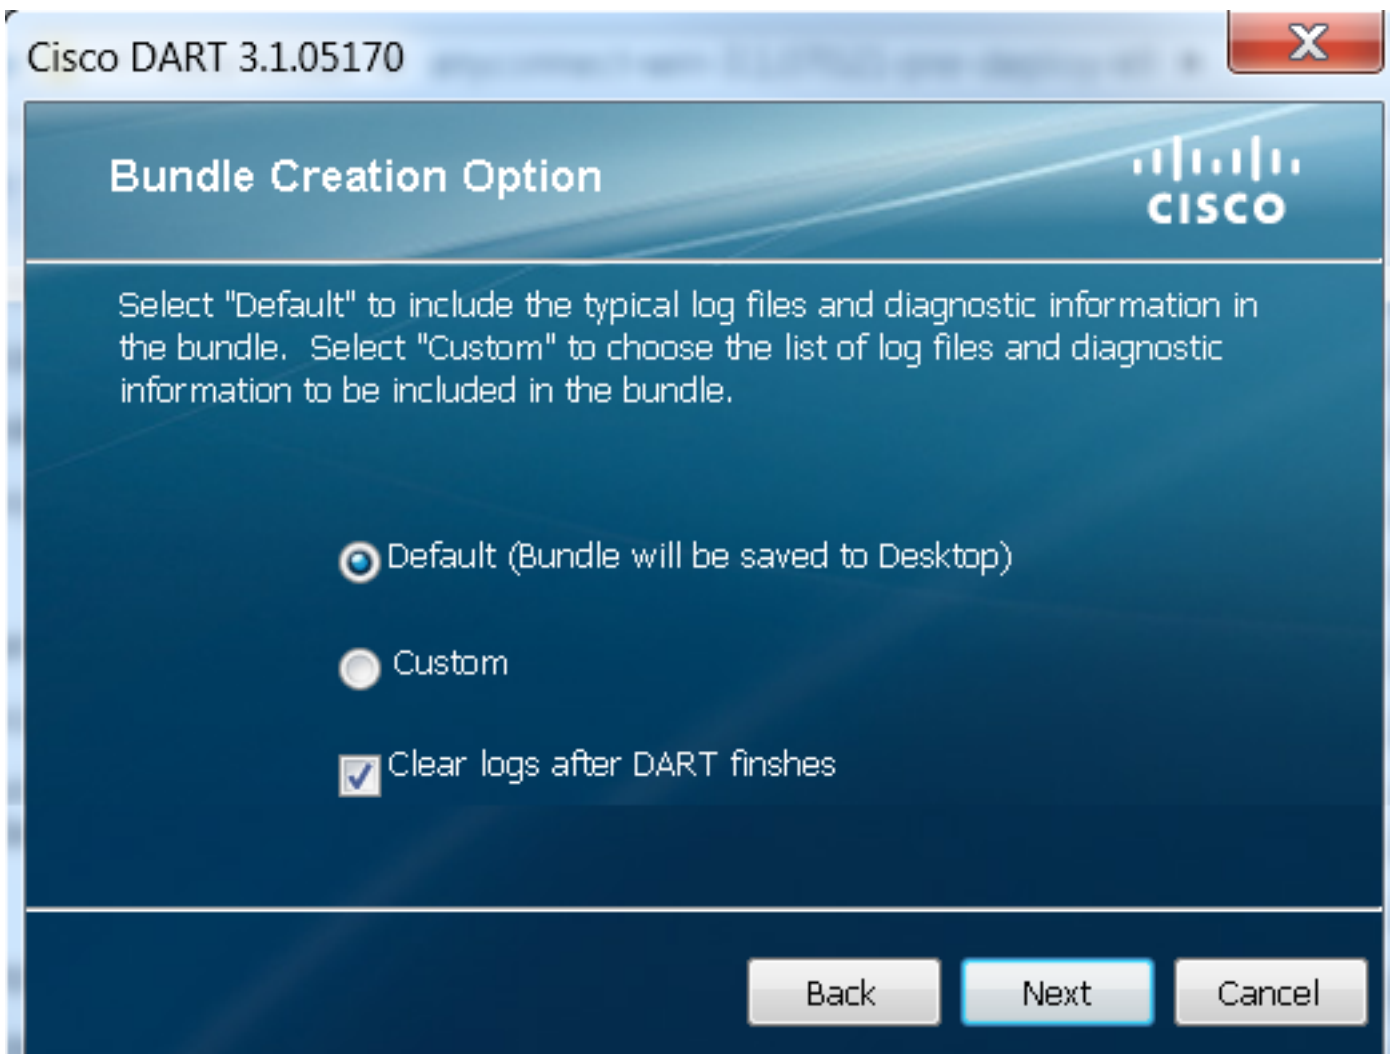 Cisco DART 3.1.05170
Bundle Creation Option
CISCO
Select "Default" to include the typical log files and diagnostic information in
the bundle.  Select "Custom" to choose the list of log files and diagnostic
information to be included in the bundle.
Default (Bundle will be saved to Desktop)
Custom
Clear logs after DART finshes
Back
Next
Cancel